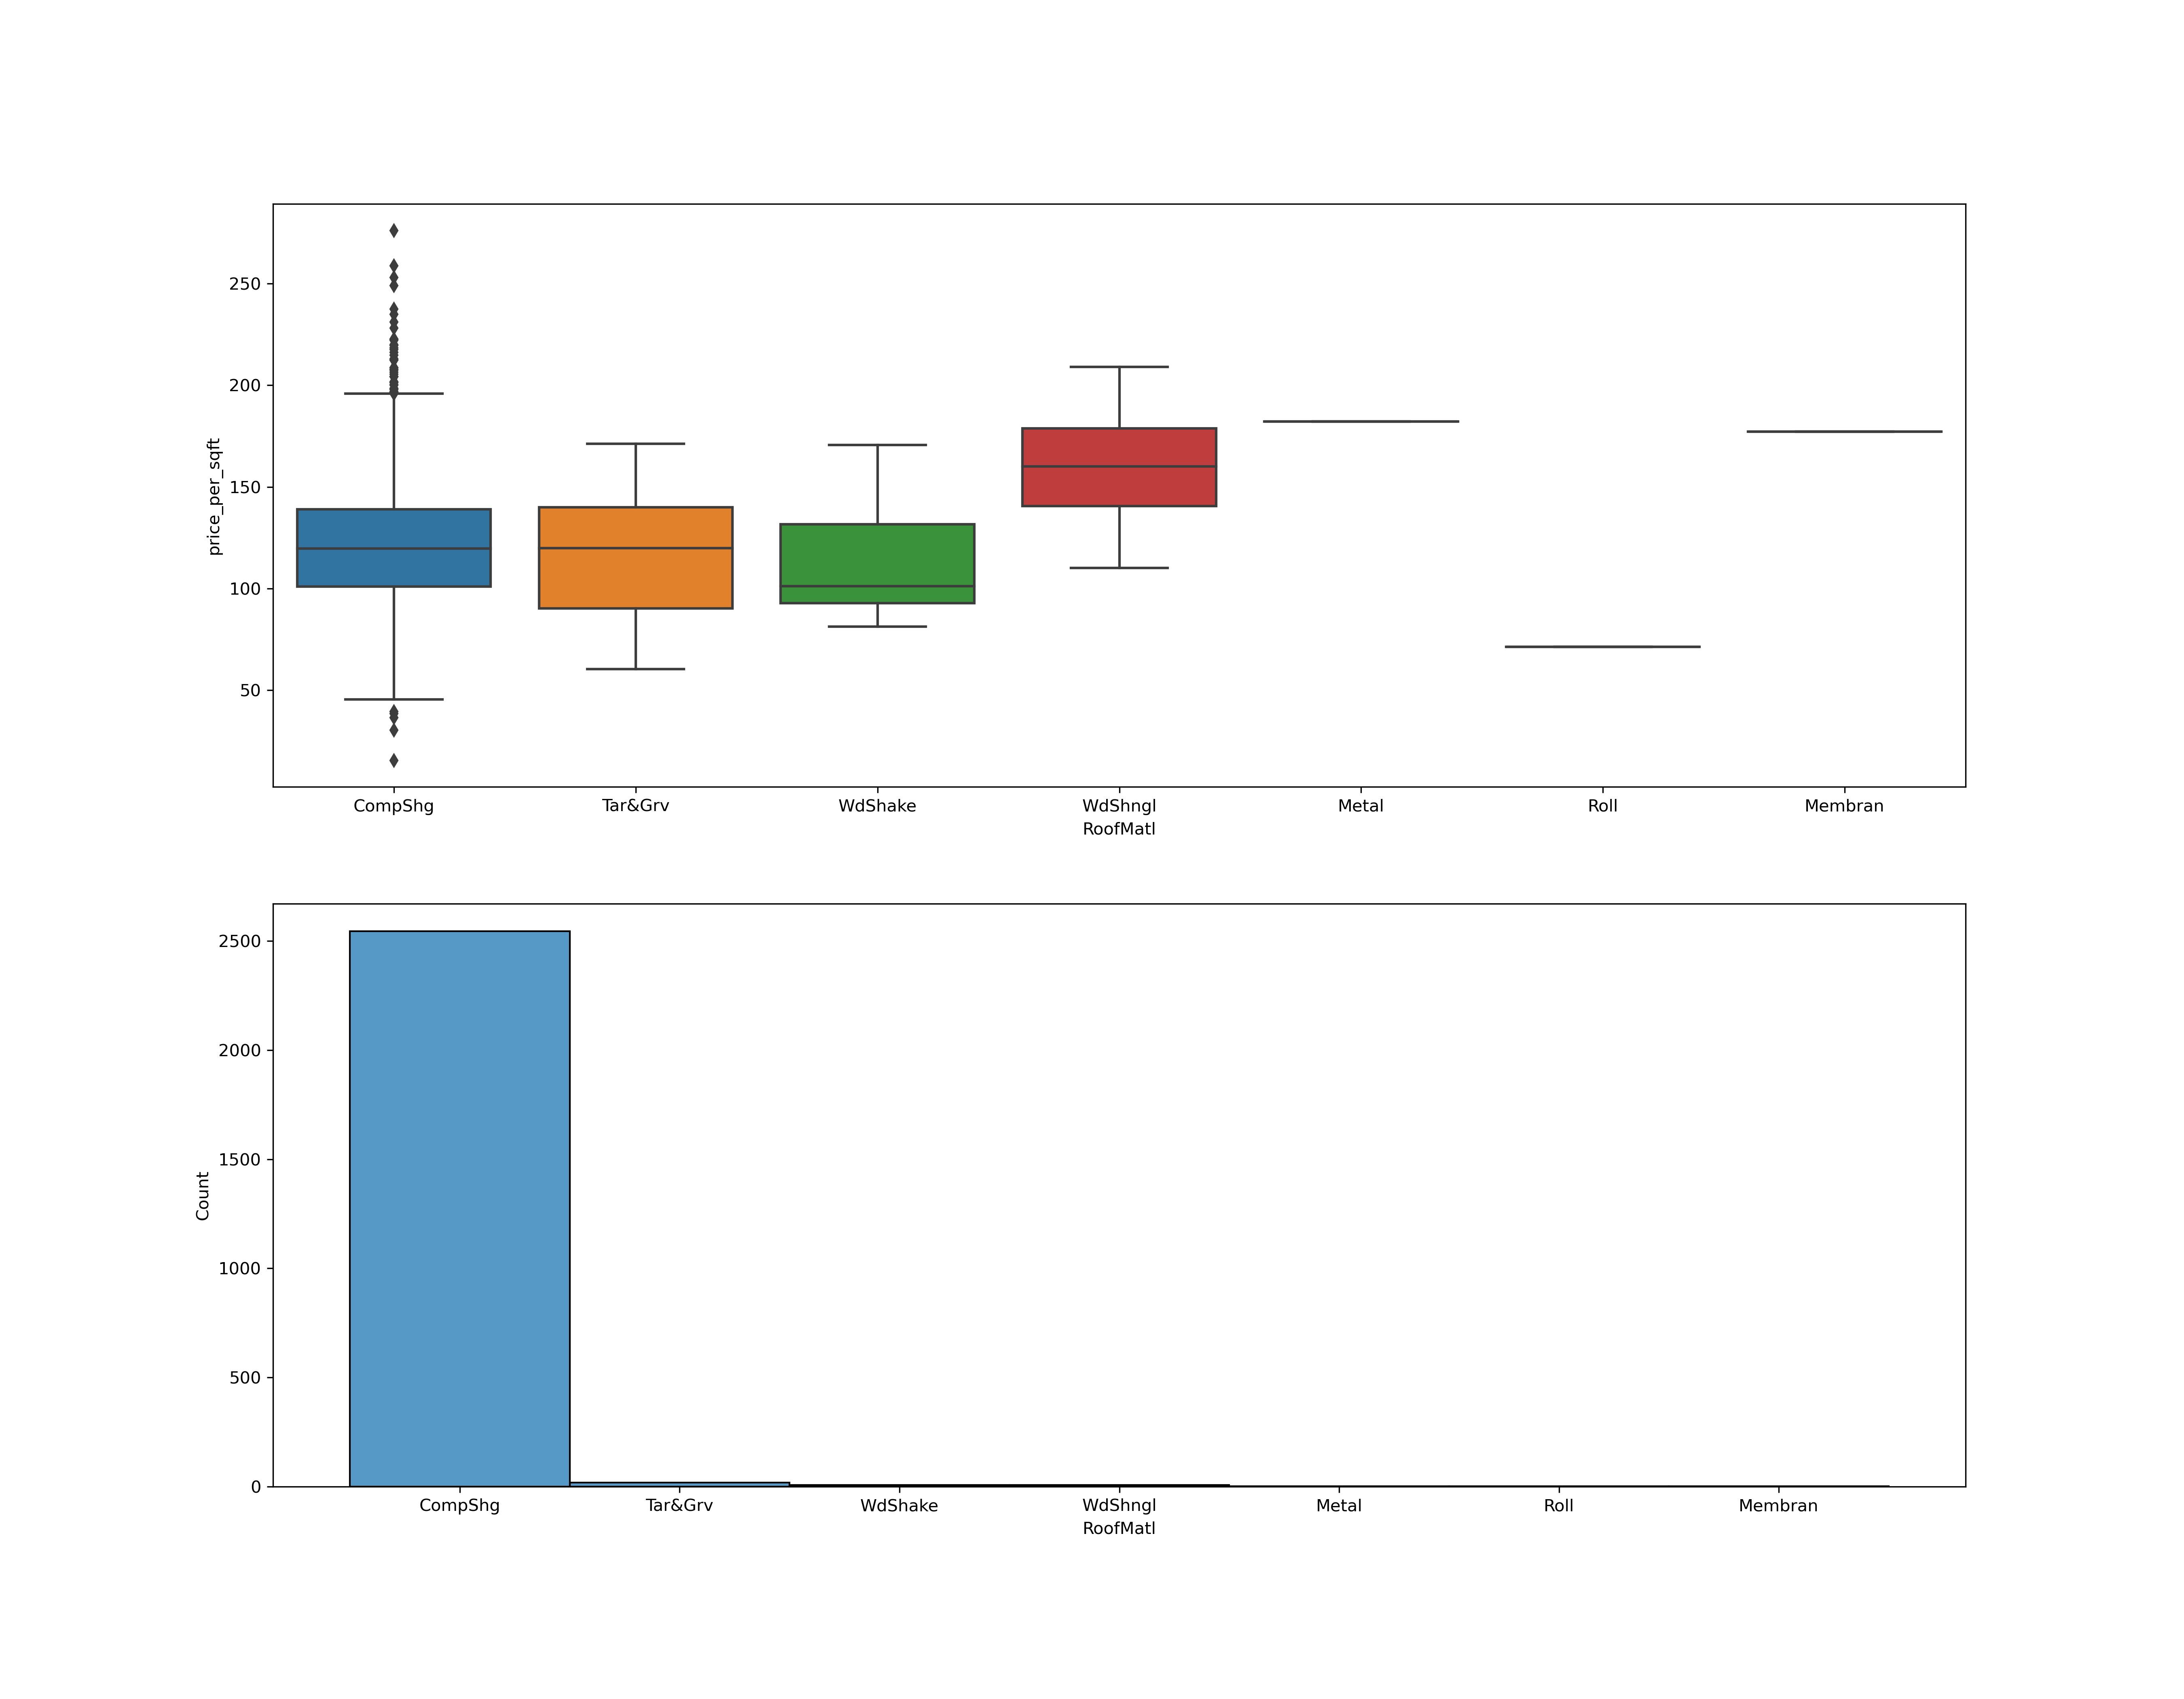 price_per_sqft
250
200
150
100
50
CompShg Tar&Grv WdShake WdShngl Metal Roll Membran
RoofMatl
Count
2500
2000
1500
1000
500
0
CompShg Tar&Grv WdShake WdShngl Metal Roll Membran
RoofMatl